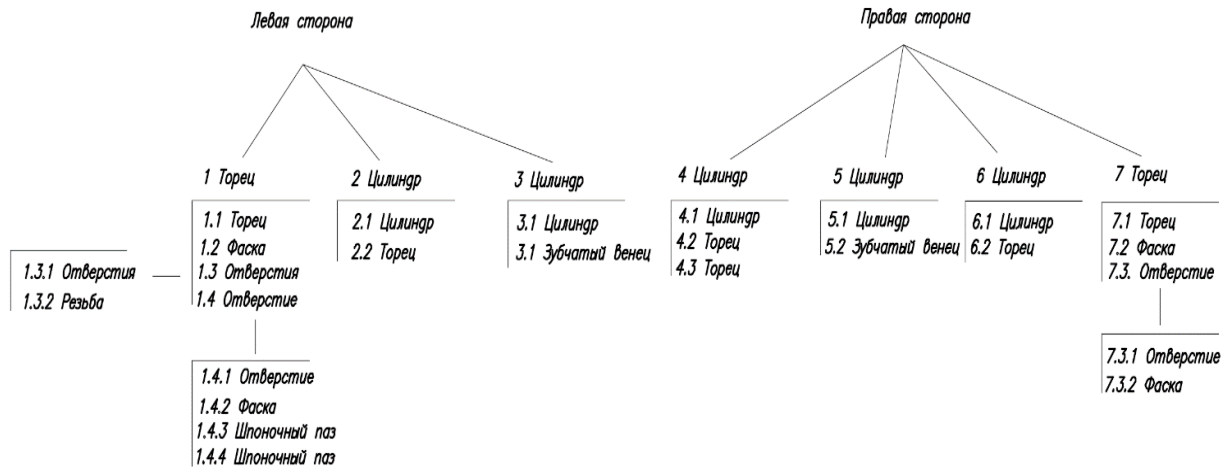 Левая сторона
Правая сторона
1 Торец
2 Цилиндр
3 Цилиндр
4 Цилиндр
5 Цилиндр
6 Цилиндр
7 Торец
1.1 Торец
1.2 Фаска
1.3 Отверстия
1.4 Отверстие
2.1 Цилиндр
2.2 Торец
3.1 Цилиндр
3.1 Зубчатый венец
4.1 Цилиндр
4.2 Торец
4.3 Торец
5.1 Цилиндр
5.2 Зубчатый венец
6.1 Цилиндр
6.2 Торец
7.1 Торец
7.2 Фаска
7.3. Отверстие
1.3.1 Отверстия
1.3.2 Резьба
1.4.1 Отверстие
1.4.2 Фаска
1.4.3 Шпоночный паз
1.4.4 Шпоночный паз
7.3.1 Отверстие
7.3.2 Фаска